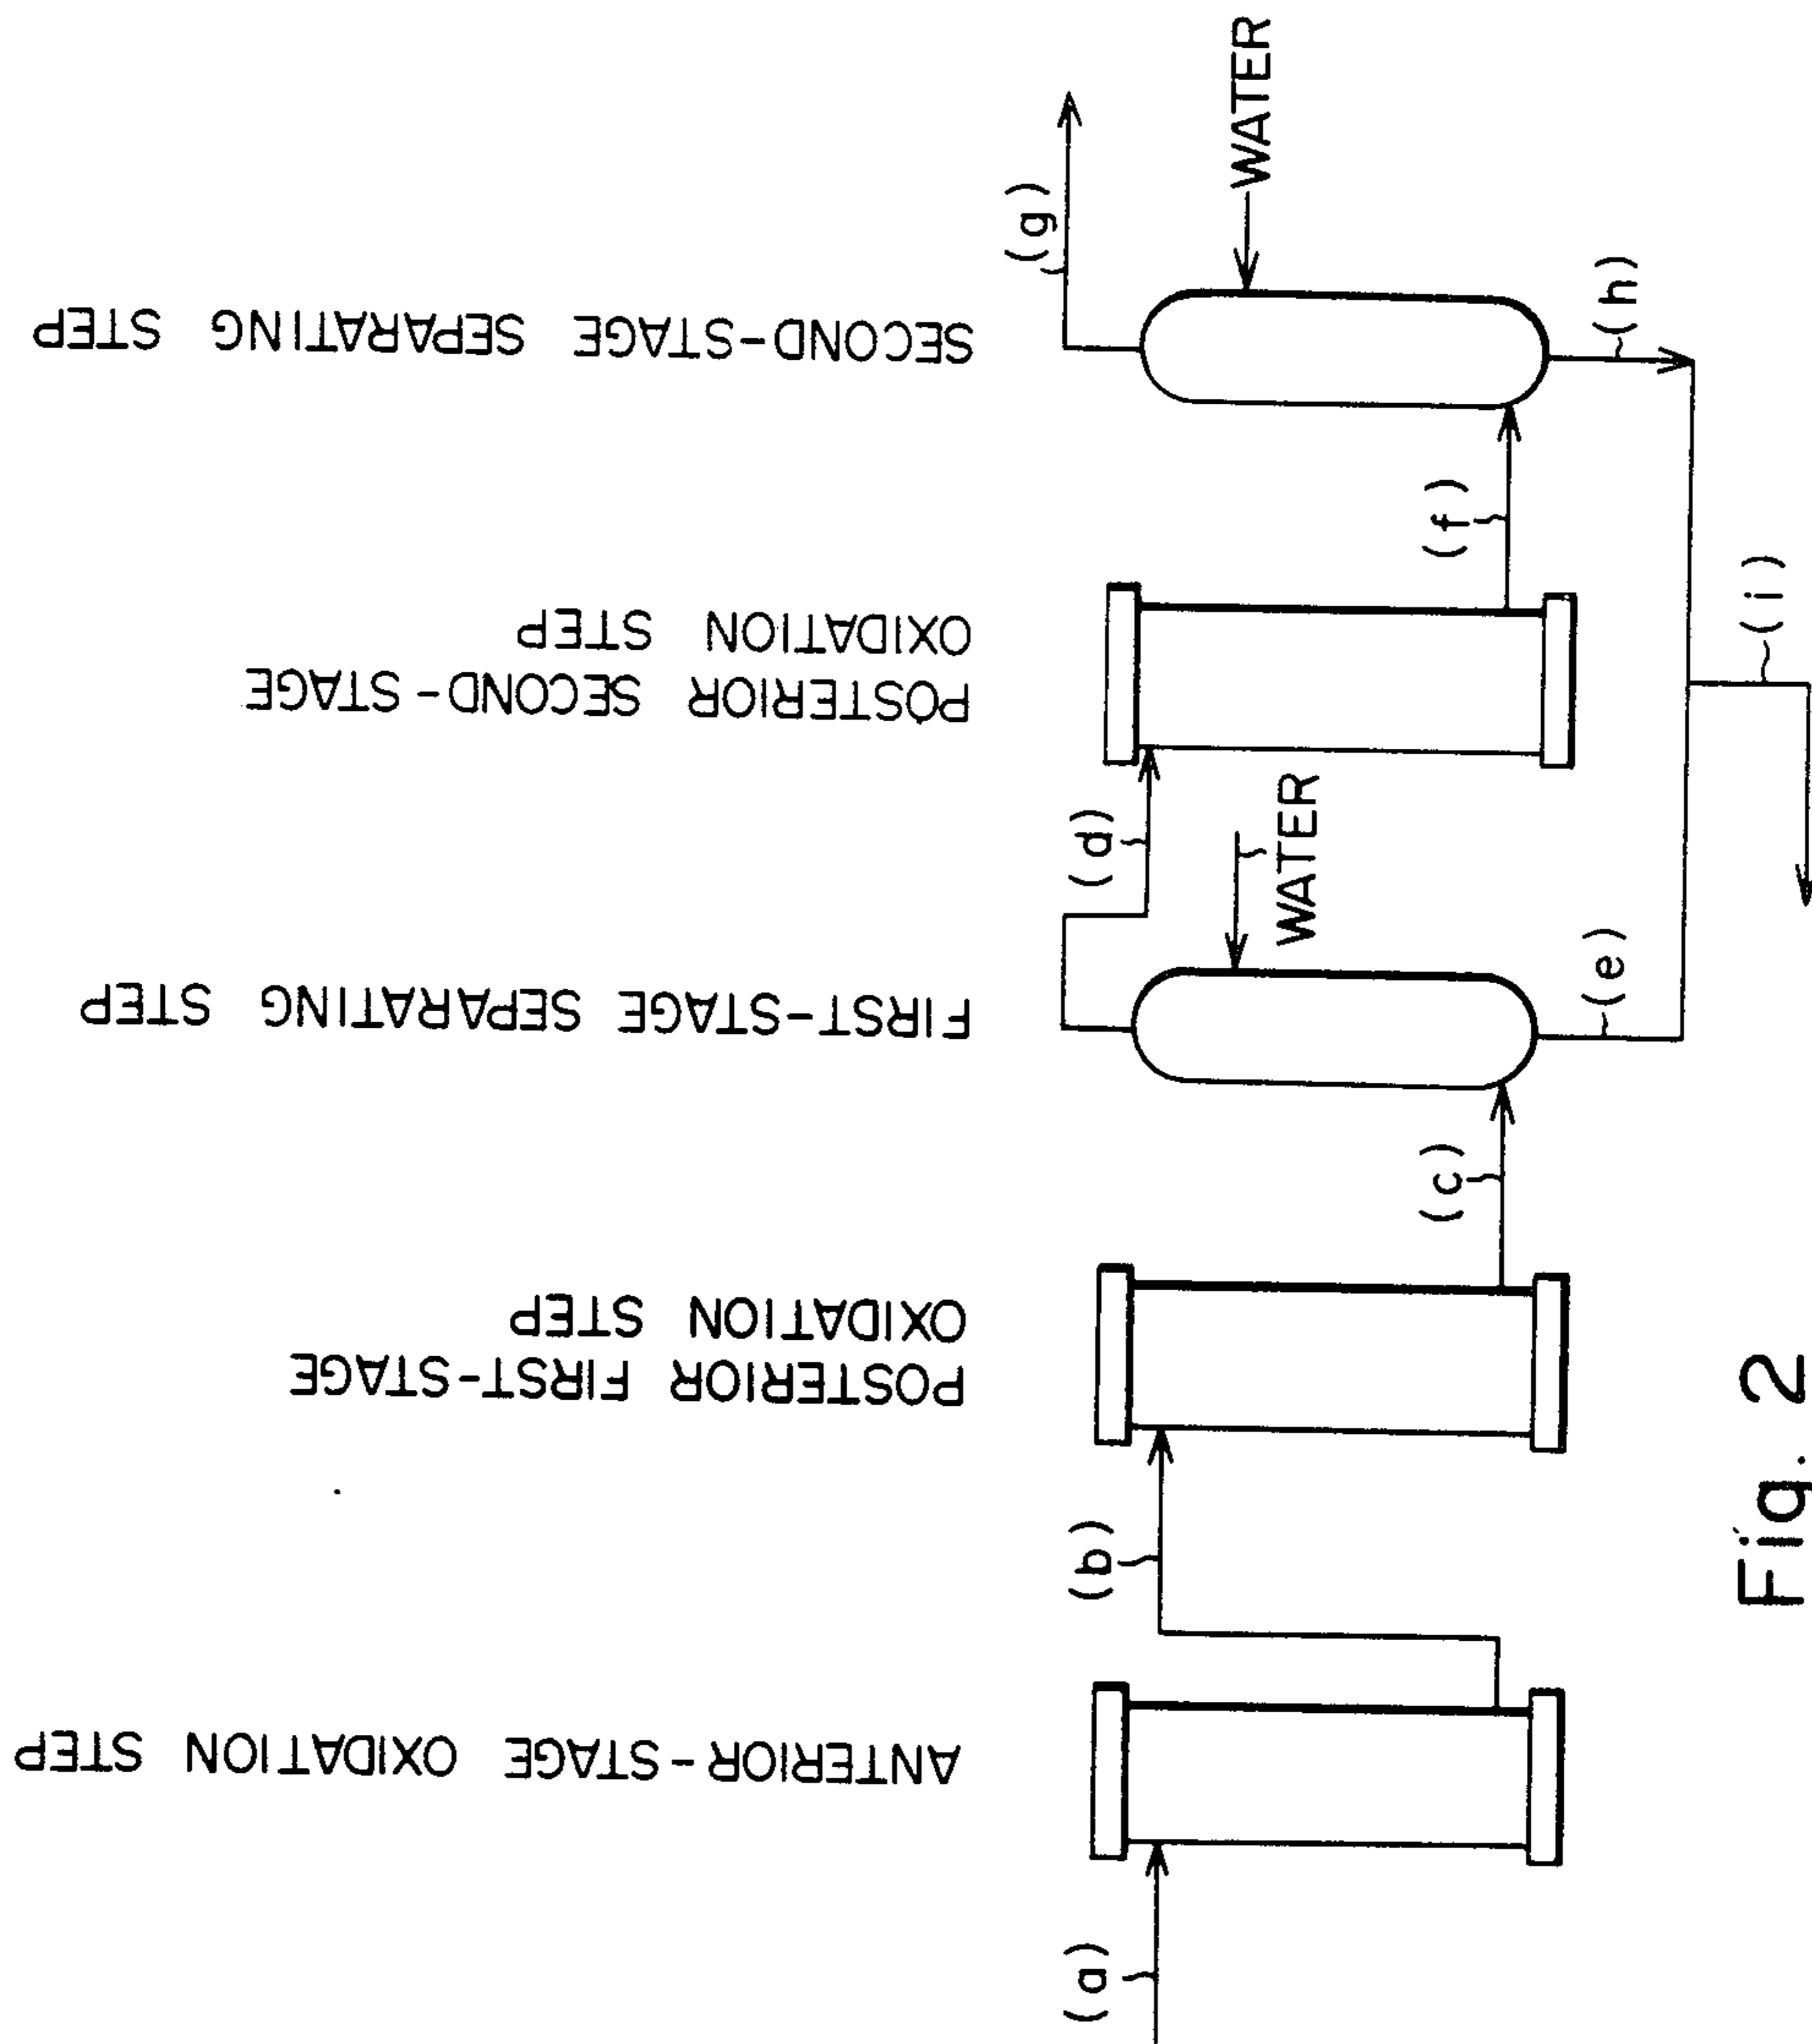 ANTERIOR-STAGE OXIDATION STEP
POSTERIOR FIRST-STAGE
OXIDATION STEP
FIRST-STAGE SEPARATING STEP
POSTERIOR SECOND-STAGE
OXIDATION STEP
SECOND-STAGE SEPARATING STEP
(a)
(b)
(c)
(d)
WATER
(e)
(f)
(g)
WATER
(h)
(i)
Fig. 2